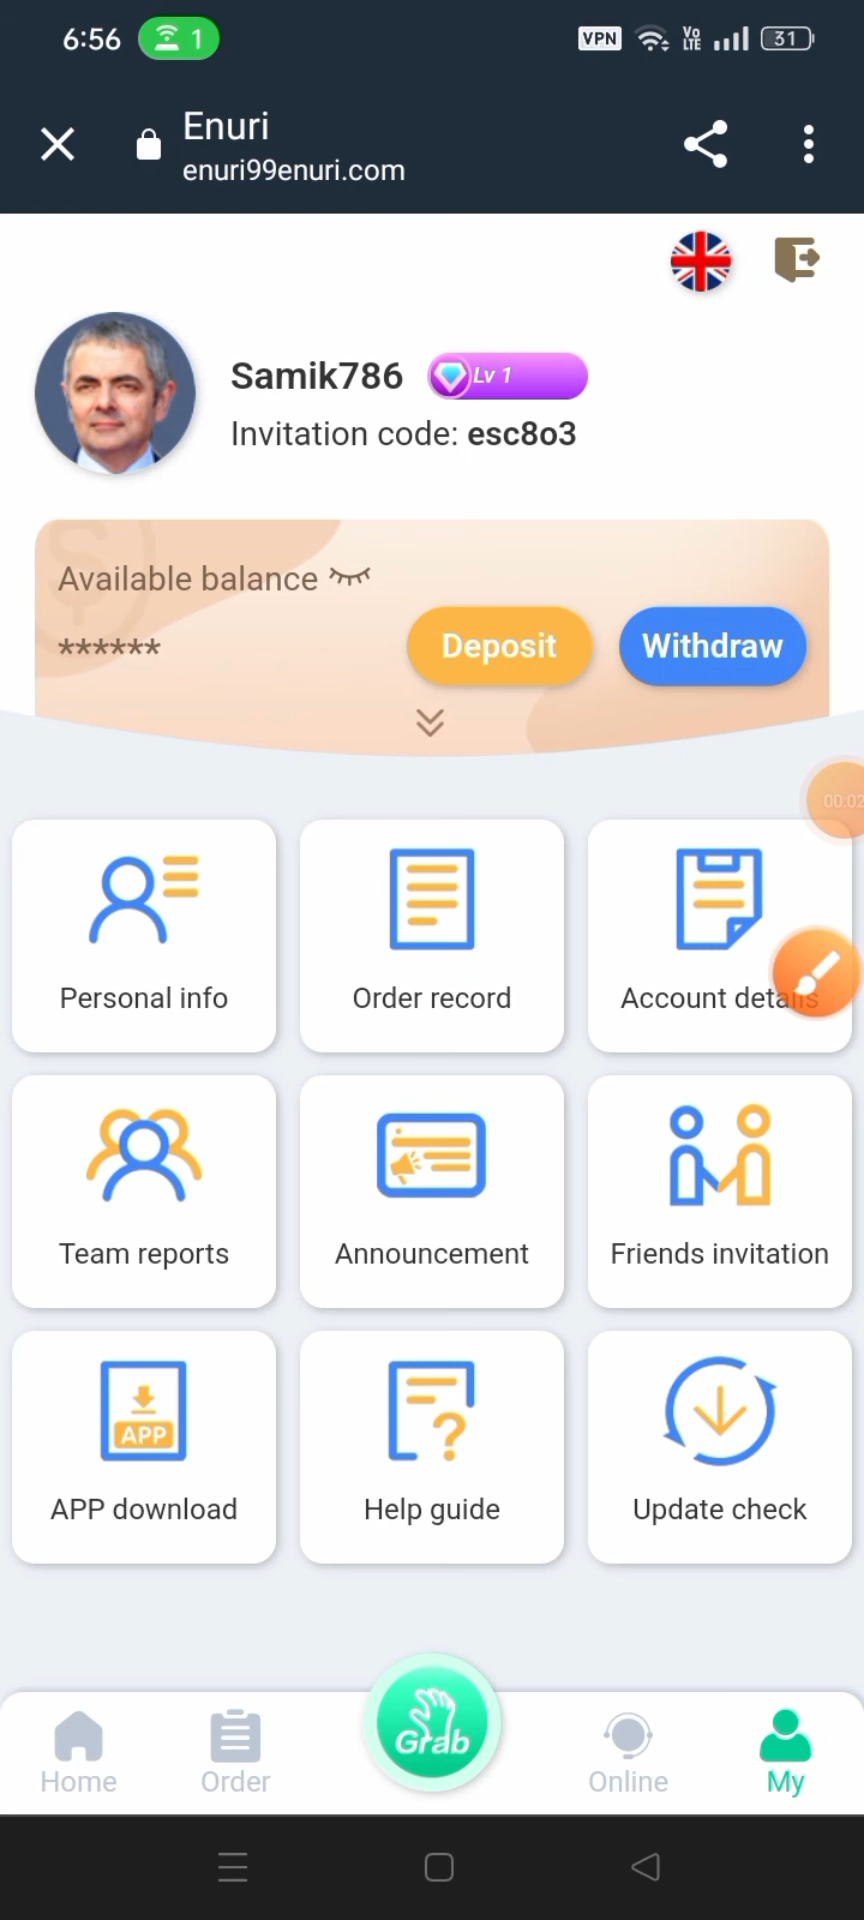 6:56 1 VPN Vo LTE 31
Enuri
enuri99enuri.com
Samik786 Lv 1
Invitation code: esc8o3
Available balance
******
Deposit Withdraw
00:02
Personal info Order record Account details
Team reports Announcement Friends invitation
APP
APP download Help guide Update check
Grab
Home Order Online My